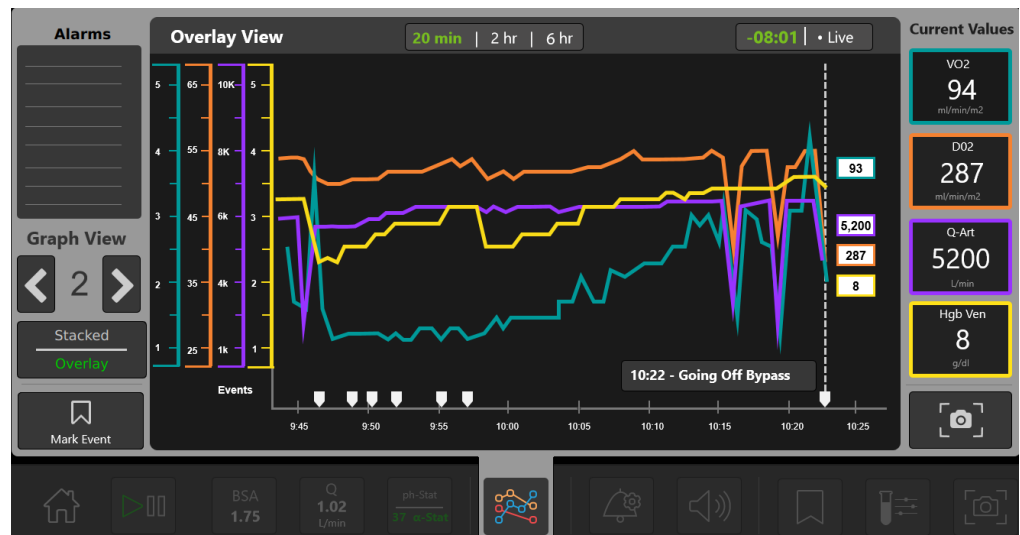 Alarms
Overlay View
20 min | 2 hr | 6 hr
-08:01 | • Live
Current Values
VO2
94
ml/min/m2
D02
287
ml/min/m2
Q-Art
5200
L/min
Hgb Ven
8
g/dl
Graph View
2
Stacked
Overlay
Mark Event
5 65 10K 5
4 55 8K 4
3 45 6k 3
2 35 4k 2
1 25 1k 1
93
5,200
287
8
10:22 - Going Off Bypass
Events
9:45 9:50 9:55 10:00 10:05 10:10 10:15 10:20 10:25
BSA
1.75
Q
1.02
L/min
ph-Stat
37 α-Stat